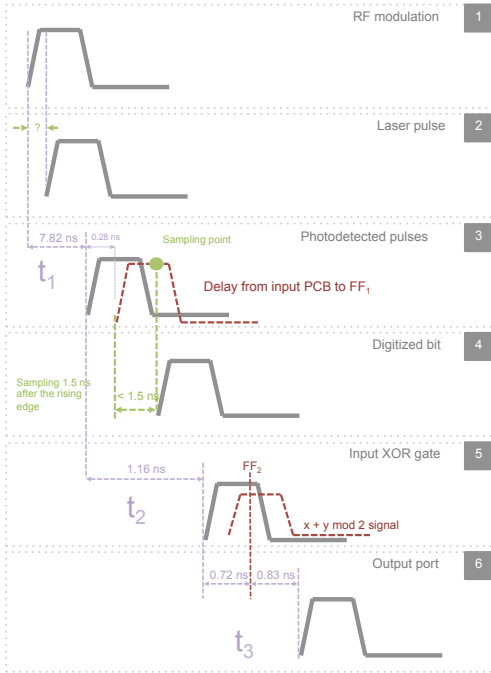 RF modulation 1
Laser pulse 2
?
Photodetected pulses 3
7.82 ns 0.28 ns Sampling point
t1
Delay from input PCB to FF1
Digitized bit 4
Sampling 1.5 ns
after the rising
edge
< 1.5 ns
Input XOR gate 5
1.16 ns FF2
t2
x + y mod 2 signal
Output port 6
0.72 ns 0.83 ns
t3